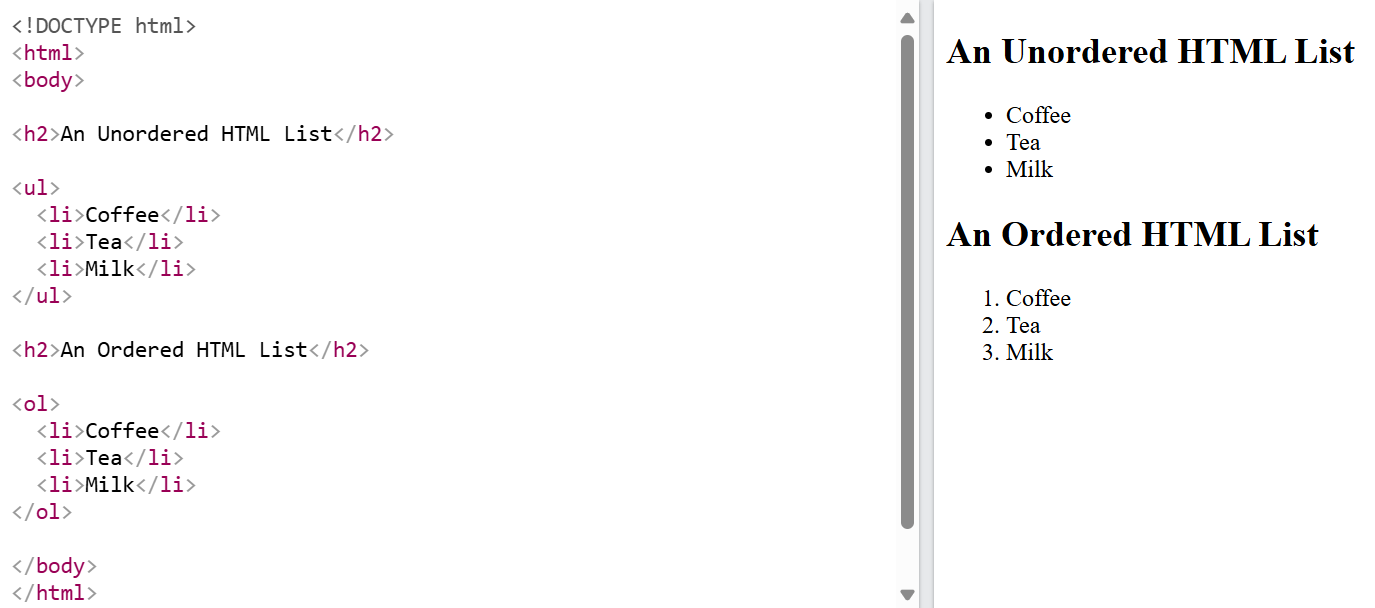 <!DOCTYPE html>
<html>
<body>
<h2>An Unordered HTML List</h2>
<ul>
  <li>Coffee</li>
  <li>Tea</li>
  <li>Milk</li>
</ul>
<h2>An Ordered HTML List</h2>
<ol>
  <li>Coffee</li>
  <li>Tea</li>
  <li>Milk</li>
</ol>
</body>
</html>
An Unordered HTML List
• Coffee
• Tea
• Milk
An Ordered HTML List
1. Coffee
2. Tea
3. Milk